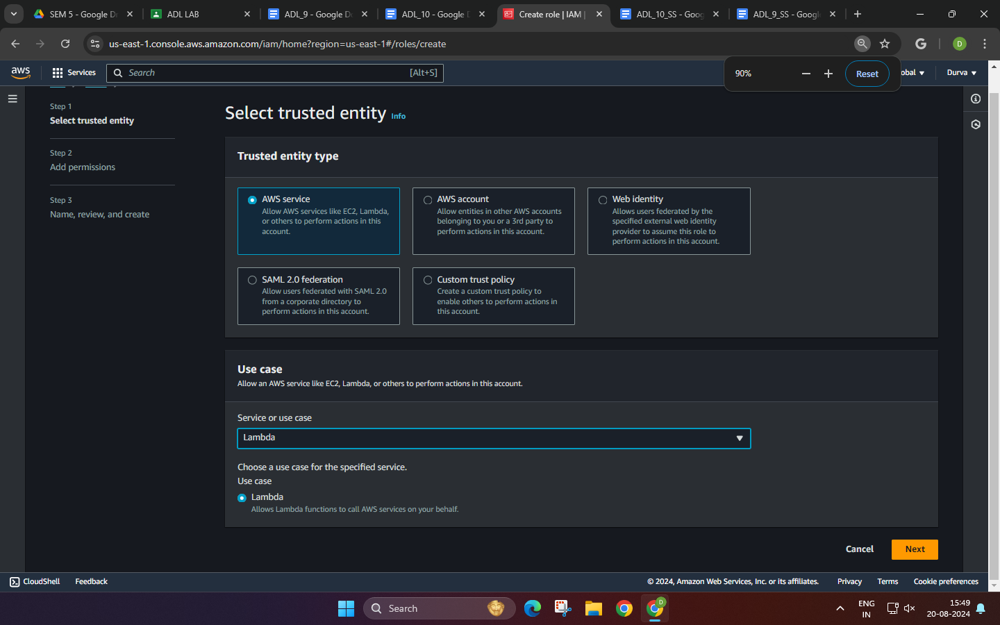 SEM 5 - Google Dr
ADL LAB
ADL_9 - Google Do
ADL_10 - Google D
Create role | IAM |
ADL_10_SS - Goog
ADL_9_SS - Google
us-east-1.console.aws.amazon.com/iam/home?region=us-east-1#/roles/create
G
D
aws
Services
Search
[Alt+S]
90%
Reset
obal
Durva
Step 1
Select trusted entity
Step 2
Add permissions
Step 3
Name, review, and create
Select trusted entity Info
Trusted entity type
AWS service
Allow AWS services like EC2, Lambda,
or others to perform actions in this
account.
AWS account
Allow entities in other AWS accounts
belonging to you or a 3rd party to
perform actions in this account.
Web identity
Allows users federated by the
specified external web identity
provider to assume this role to
perform actions in this account.
SAML 2.0 federation
Allow users federated with SAML 2.0
from a corporate directory to
perform actions in this account.
Custom trust policy
Create a custom trust policy to
enable others to perform actions in
this account.
Use case
Allow an AWS service like EC2, Lambda, or others to perform actions in this account.
Service or use case
Lambda
Choose a use case for the specified service.
Use case
Lambda
Allows Lambda functions to call AWS services on your behalf.
Cancel
Next
CloudShell
Feedback
© 2024, Amazon Web Services, Inc. or its affiliates.
Privacy
Terms
Cookie preferences
Search
D
ENG
IN
15:49
20-08-2024